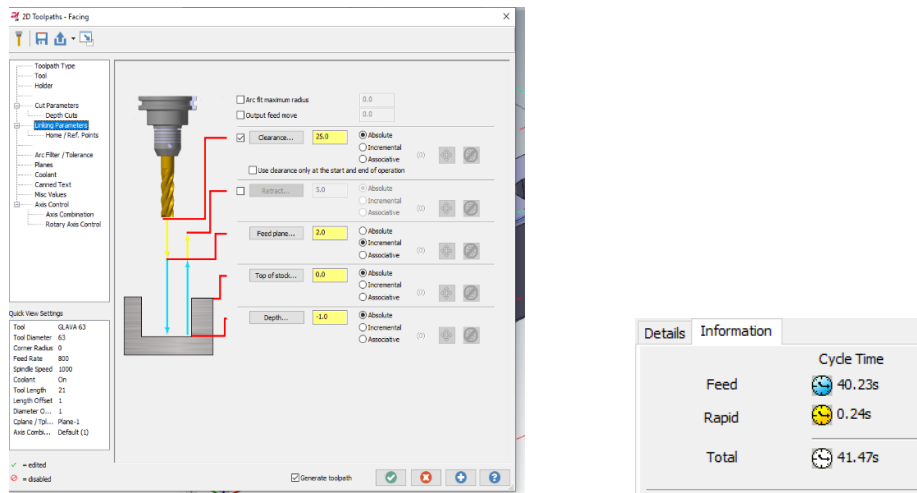 2D Toolpaths - Facing
Toolpath Type
Tool
Holder
Cut Parameters
Depth Cuts
Linking Parameters
Home / Ref. Points
Arc Filter / Tolerance
Planes
Coolant
Canned Text
Misc Values
Axis Control
Axis Combination
Rotary Axis Control
Quick View Settings
Tool GLAVA 63
Tool Diameter 63
Corner Radius 0
Feed Rate 800
Spindle Speed 1000
Coolant On
Tool Length 21
Length Offset 1
Diameter O... 1
Cplane / Tpl... Plane-1
Axis Combi... Default (1)
= edited
= disabled
Arc fit maximum radius 0.0
Output feed move 0.0
Clearance... 25.0 Absolute
Incremental
Associative (0)
Use clearance only at the start and end of operation
Retract... 5.0 Absolute
Incremental
Associative (0)
Feed plane... 2.0 Absolute
Incremental
Associative (0)
Top of stock... 0.0 Absolute
Incremental
Associative (0)
Depth... -1.0 Absolute
Incremental
Associative (0)
Generate toolpath
Details Information
Cycle Time
Feed 40.23s
Rapid 0.24s
Total 41.47s